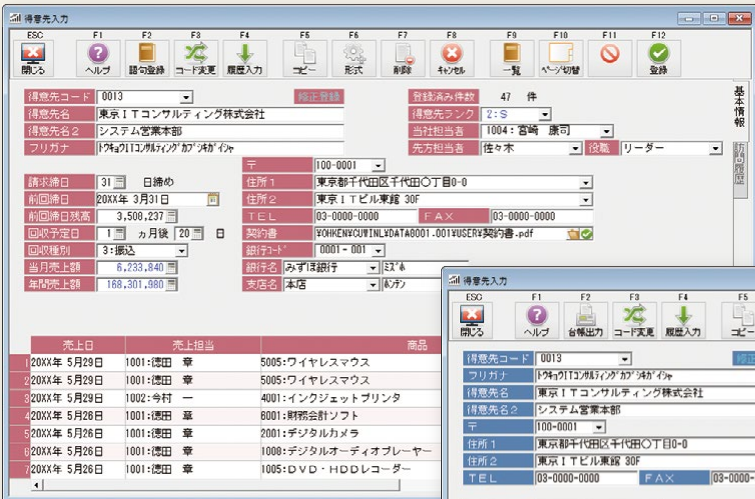 得意先入力
ESC F1 F2 F3 F4 F5 F6 F7 F8 F9 F10 F11 F12
閉じる ヘルプ 語句登録 コード変更 履歴入力 コピー 形式 削除 キャンセル 一覧 ページ切替 登録
得意先コード 0013 修正登録 登録済み件数 47 件
得意先名 東京ITコンサルティング株式会社 得意先ランク 2:S
得意先名2 システム営業本部 当社担当者 1004:宮崎 康司
フリガナ ﾄｳｷｮｳITｺﾝｻﾙﾃｨﾝｸﾞｶﾌﾞｼｷｶﾞｲｼｬ 先方担当者 佐々木 役職 リーダー
基本情報
訪問履歴
〒 100-0001
請求締日 31 日締め 住所1 東京都千代田区千代田〇丁目0-0
前回締日 20XX年 3月31日 住所2 東京ITビル東館 30F
前回締日残高 3,508,237 TEL 03-0000-0000 FAX 03-0000-0000
回収予定日 1 ヵ月後 20 日 契約書 ¥OHKEN¥CUWINL¥DATA0001.001¥USER¥契約書.pdf
回収種別 3:振込 銀行ｺｰﾄﾞ 0001-001
当月売上額 6,233,840 銀行名 みずほ銀行 ﾐｽﾞﾎ
年間売上額 168,301,980 支店名 本店 ﾎﾝﾃﾝ
売上日 売上担当 商品
1 20XX年 5月29日 1001:徳田 章 5005:ワイヤレスマウス
2 20XX年 5月29日 1001:徳田 章 5005:ワイヤレスマウス
3 20XX年 5月29日 1002:今村 一 4001:インクジェットプリンタ
4 20XX年 5月28日 1001:徳田 章 6001:財務会計ソフト
5 20XX年 5月26日 1001:徳田 章 2001:デジタルカメラ
6 20XX年 5月26日 1001:徳田 章 1008:デジタルオーディオプレーヤー
7 20XX年 5月26日 1001:徳田 章 1005:DVD・HDDレコーダー
得意先入力
ESC F1 F2 F3 F4 F5
閉じる ヘルプ 台帳出力 コード変更 履歴入力 コピー
得意先コード 0013 修正
フリガナ ﾄｳｷｮｳITｺﾝｻﾙﾃｨﾝｸﾞｶﾌﾞｼｷｶﾞｲｼｬ
得意先名 東京ITコンサルティング株式会社
得意先名2 システム営業本部
〒 100-0001
住所1 東京都千代田区千代田〇丁目0-0
住所2 東京ITビル東館 30F
TEL 03-0000-0000 FAX 03-0000-